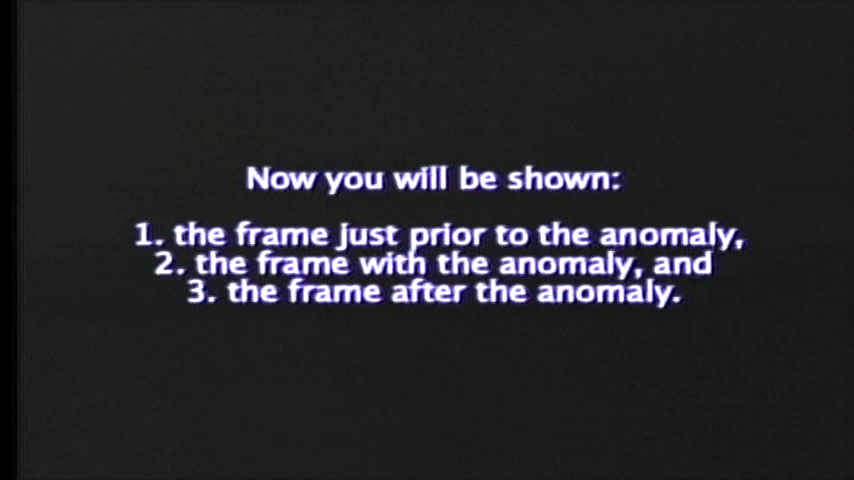 Now you will be shown:
1. the frame just prior to the anomaly,
2. the frame with the anomaly, and
3. the frame after the anomaly.